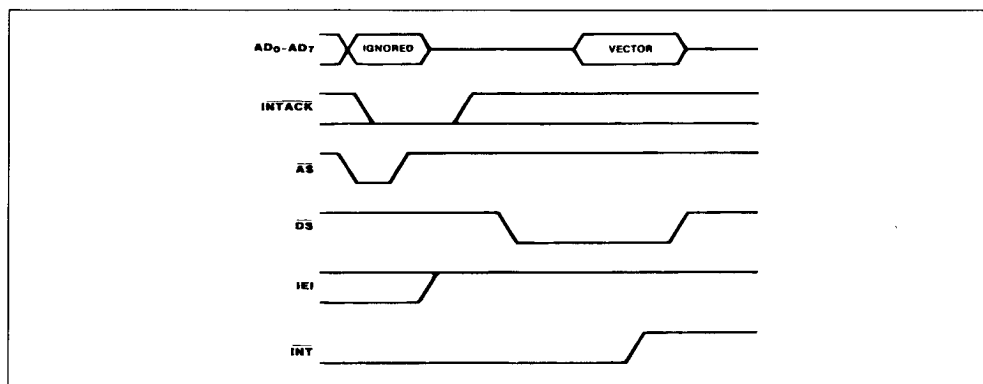 AD0-AD7 IGNORED VECTOR
INTACK
AS
DS
IEI
INT